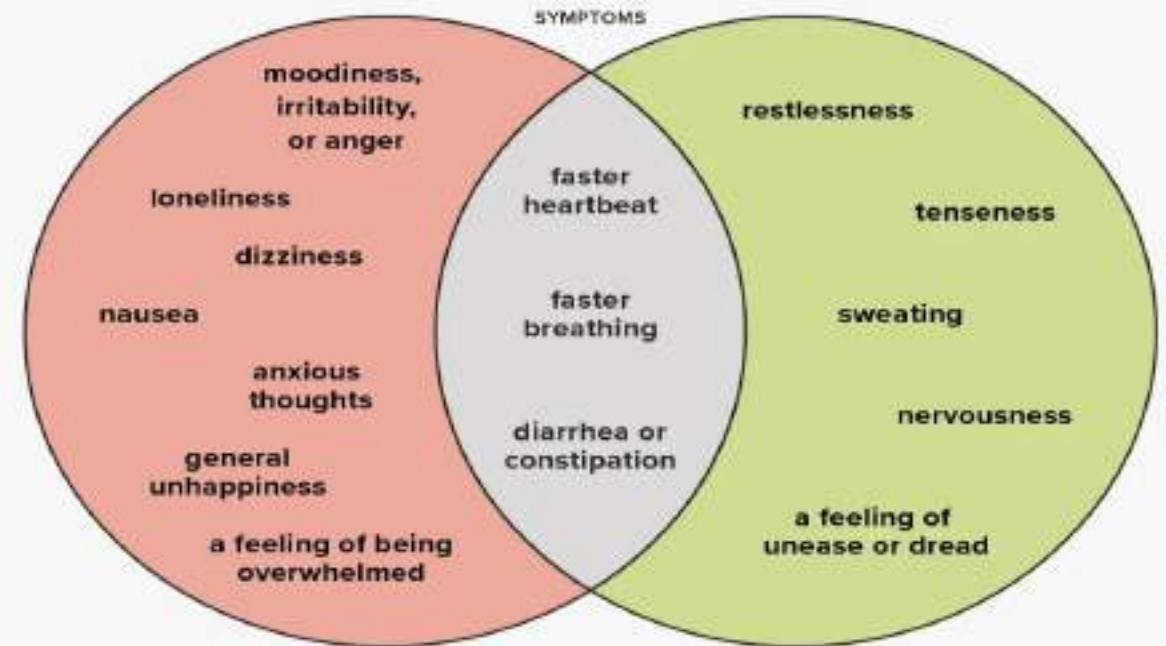 SYMPTOMS
moodiness,
irritability,
or anger
loneliness
dizziness
nausea
anxious
thoughts
general
unhappiness
a feeling of being
overwhelmed
faster
heartbeat
faster
breathing
diarrhea or
constipation
restlessness
tenseness
sweating
nervousness
a feeling of
unease or dread